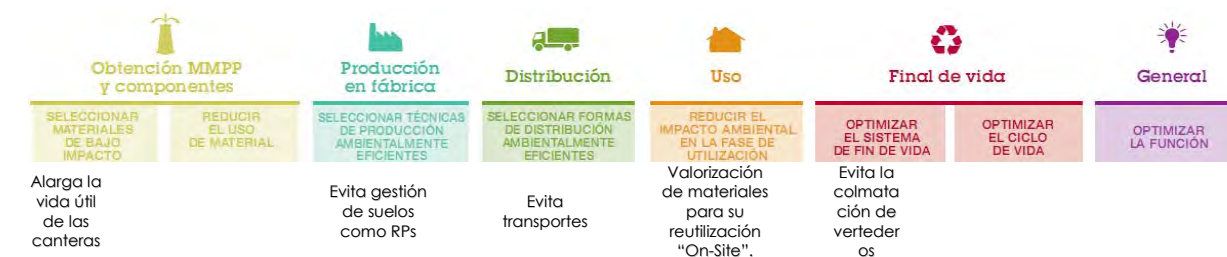 Obtención MMPP
y componentes
Producción
en fábrica
Distribución
Uso
Final de vida
General
SELECCIONAR
MATERIALES
DE BAJO
IMPACTO
REDUCIR
EL USO
DE MATERIAL
SELECCIONAR TÉCNICAS
DE PRODUCCIÓN
AMBIENTALMENTE
EFICIENTES
SELECCIONAR FORMAS
DE DISTRIBUCIÓN
AMBIENTALMENTE
EFICIENTES
REDUCIR EL
IMPACTO AMBIENTAL
EN LA FASE DE
UTILIZACIÓN
OPTIMIZAR
EL SISTEMA
DE FIN DE VIDA
OPTIMIZAR
EL CICLO
DE VIDA
OPTIMIZAR
LA FUNCIÓN
Alarga la
vida útil
de las
canteras
Evita gestión
de suelos
como RPs
Evita
transportes
Valorización
de materiales
para su
reutilización
“On-Site”.
Evita la
colmata
ción de
verteder
os